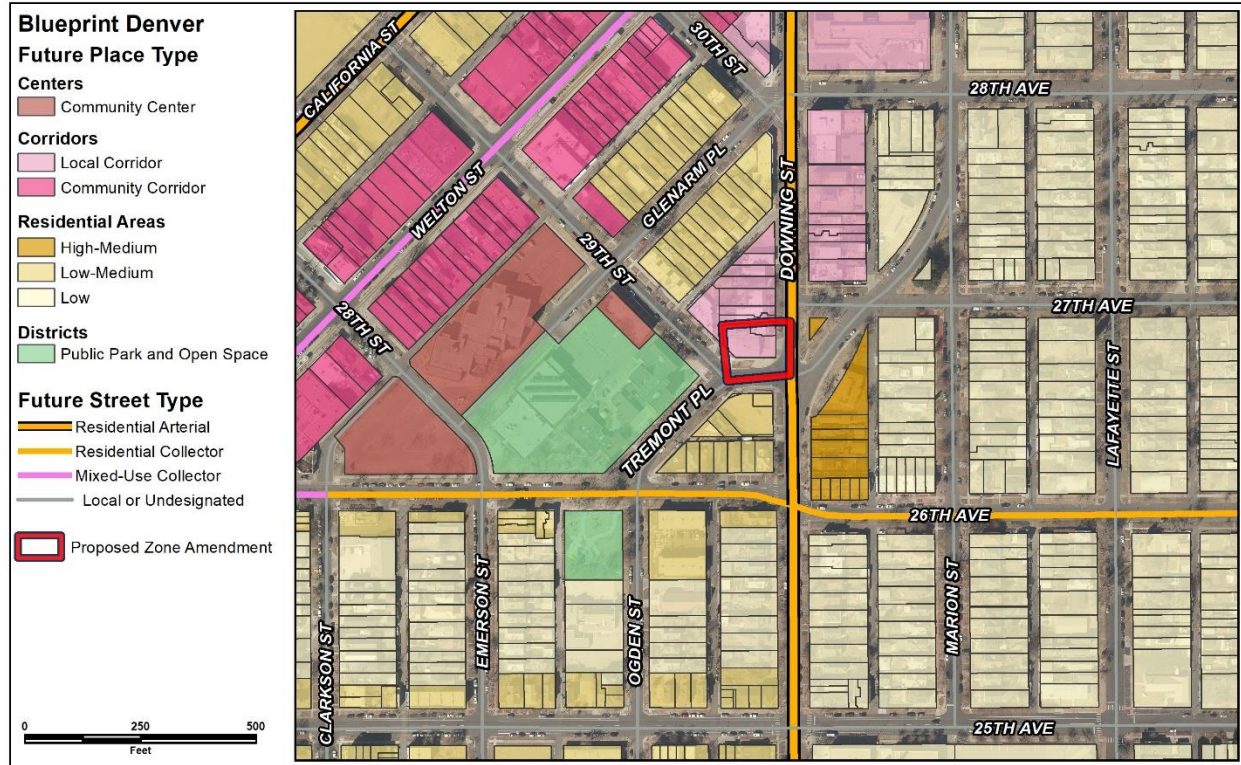 Blueprint Denver
Future Place Type
Centers
Community Center
Corridors
Local Corridor
Community Corridor
Residential Areas
High-Medium
Low-Medium
Low
Districts
Public Park and Open Space
Future Street Type
Residential Arterial
Residential Collector
Mixed-Use Collector
Local or Undesignated
Proposed Zone Amendment
0 250 500
Feet
CALIFORNIA ST
30TH ST
28TH AVE
WELTON ST
GLENARM PL
DOWNING ST
29TH ST
28TH ST
27TH AVE
TREMONT PL
LAFAYETTE ST
26TH AVE
CLARKSON ST
EMERSON ST
OGDEN ST
MARION ST
25TH AVE